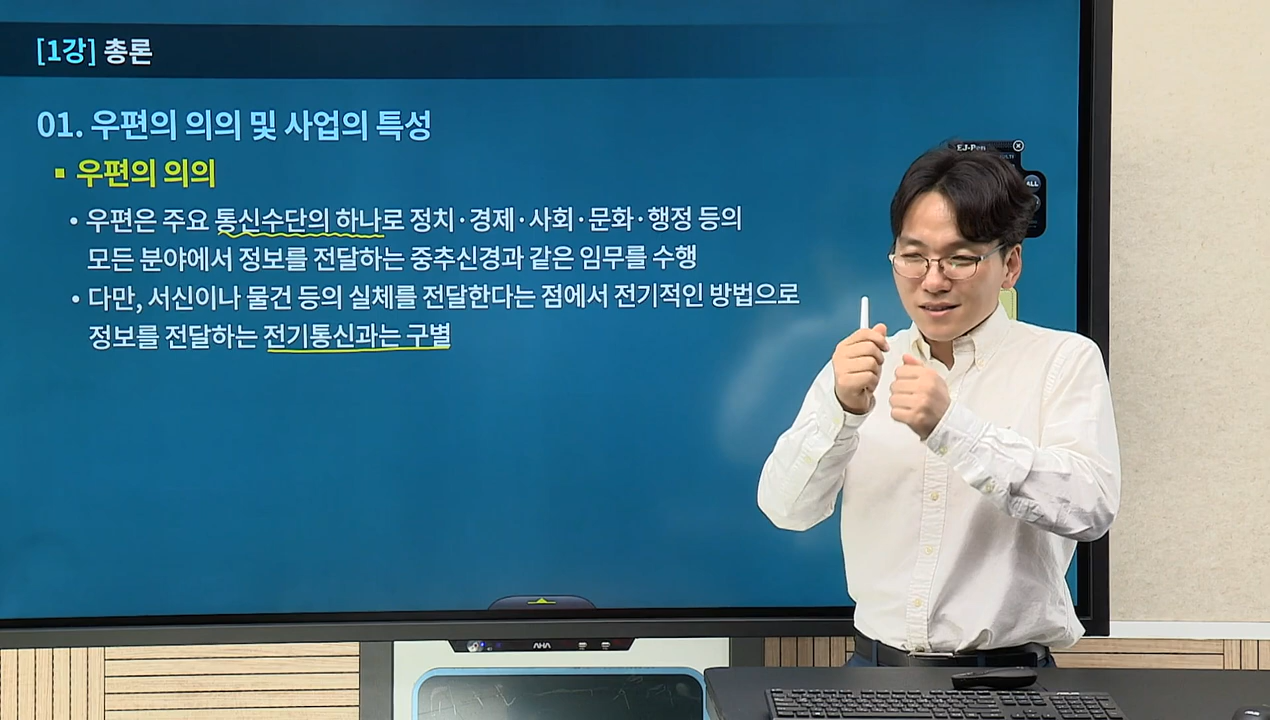 [1강] 총론
01. 우편의 의의 및 사업의 특성
▪ 우편의 의의
• 우편은 주요 통신수단의 하나로 정치·경제·사회·문화·행정 등의
모든 분야에서 정보를 전달하는 중추신경과 같은 임무를 수행
• 다만, 서신이나 물건 등의 실체를 전달한다는 점에서 전기적인 방법으로
정보를 전달하는 전기통신과는 구별
EJ-Pen
ALL
AHA